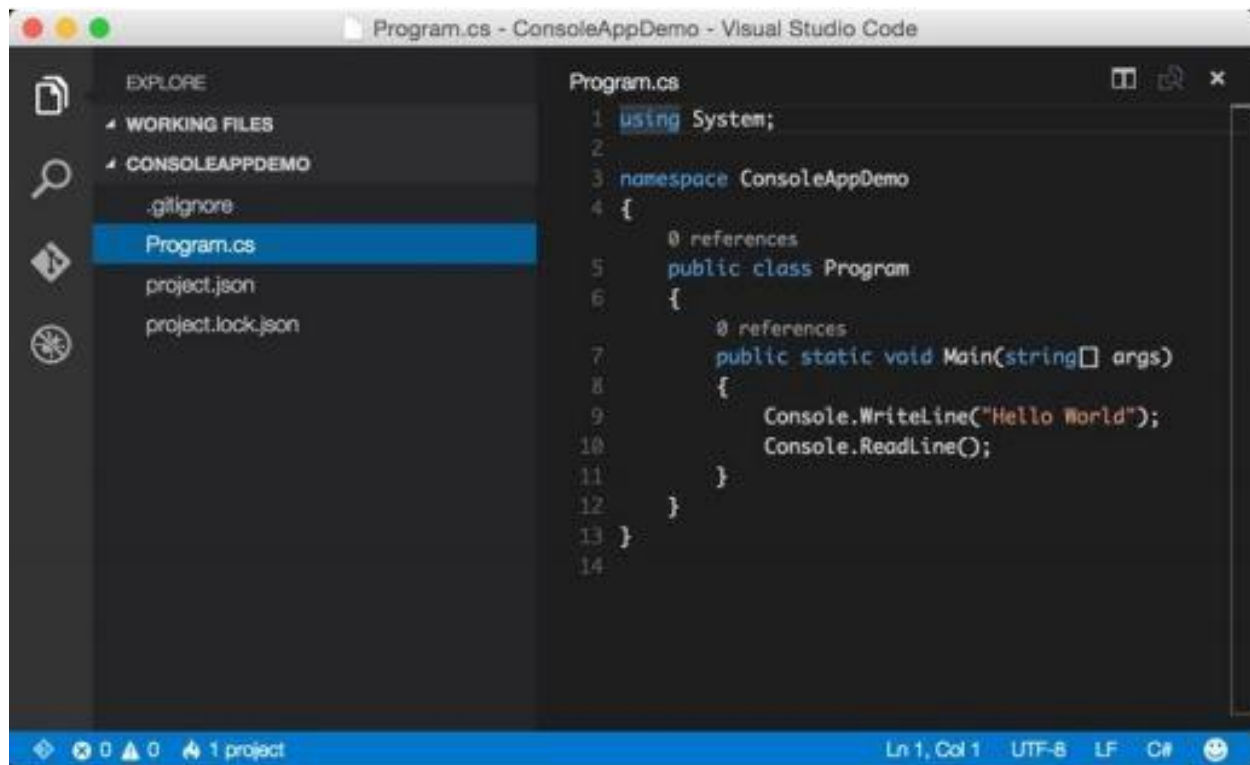 Program.cs - ConsoleAppDemo - Visual Studio Code
EXPLORE
WORKING FILES
CONSOLEAPPDEMO
.gitignore
Program.cs
project.json
project.lock.json
Program.cs
1 using System;
2
3 namespace ConsoleAppDemo
4 {
0 references
5 public class Program
6 {
0 references
7 public static void Main(string[] args)
8 {
9 Console.WriteLine("Hello World");
10 Console.ReadLine();
11 }
12 }
13 }
14
0 0 1 project
Ln 1, Col 1 UTF-8 LF C#